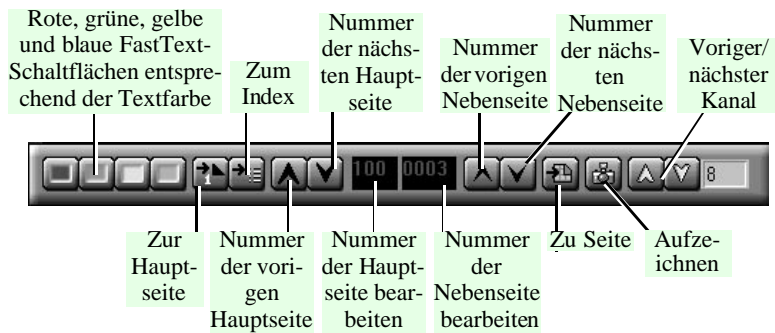 Rote, grüne, gelbe
und blaue FastText-
Schaltflächen entspre-
chend der Textfarbe
Zum
Index
Nummer
der nächs-
ten Haupt-
seite
Nummer
der vorigen
Nebenseite
Nummer
der nächs-
ten
Nebenseite
Voriger/
nächster
Kanal
1
100
0003
8
Zur
Haupt-
seite
Nummer
der vori-
gen
Hauptseite
Nummer
der Haupt-
seite bear-
beiten
Nummer
der
Nebenseite
bearbeiten
Zu Seite
Aufze-
ichnen